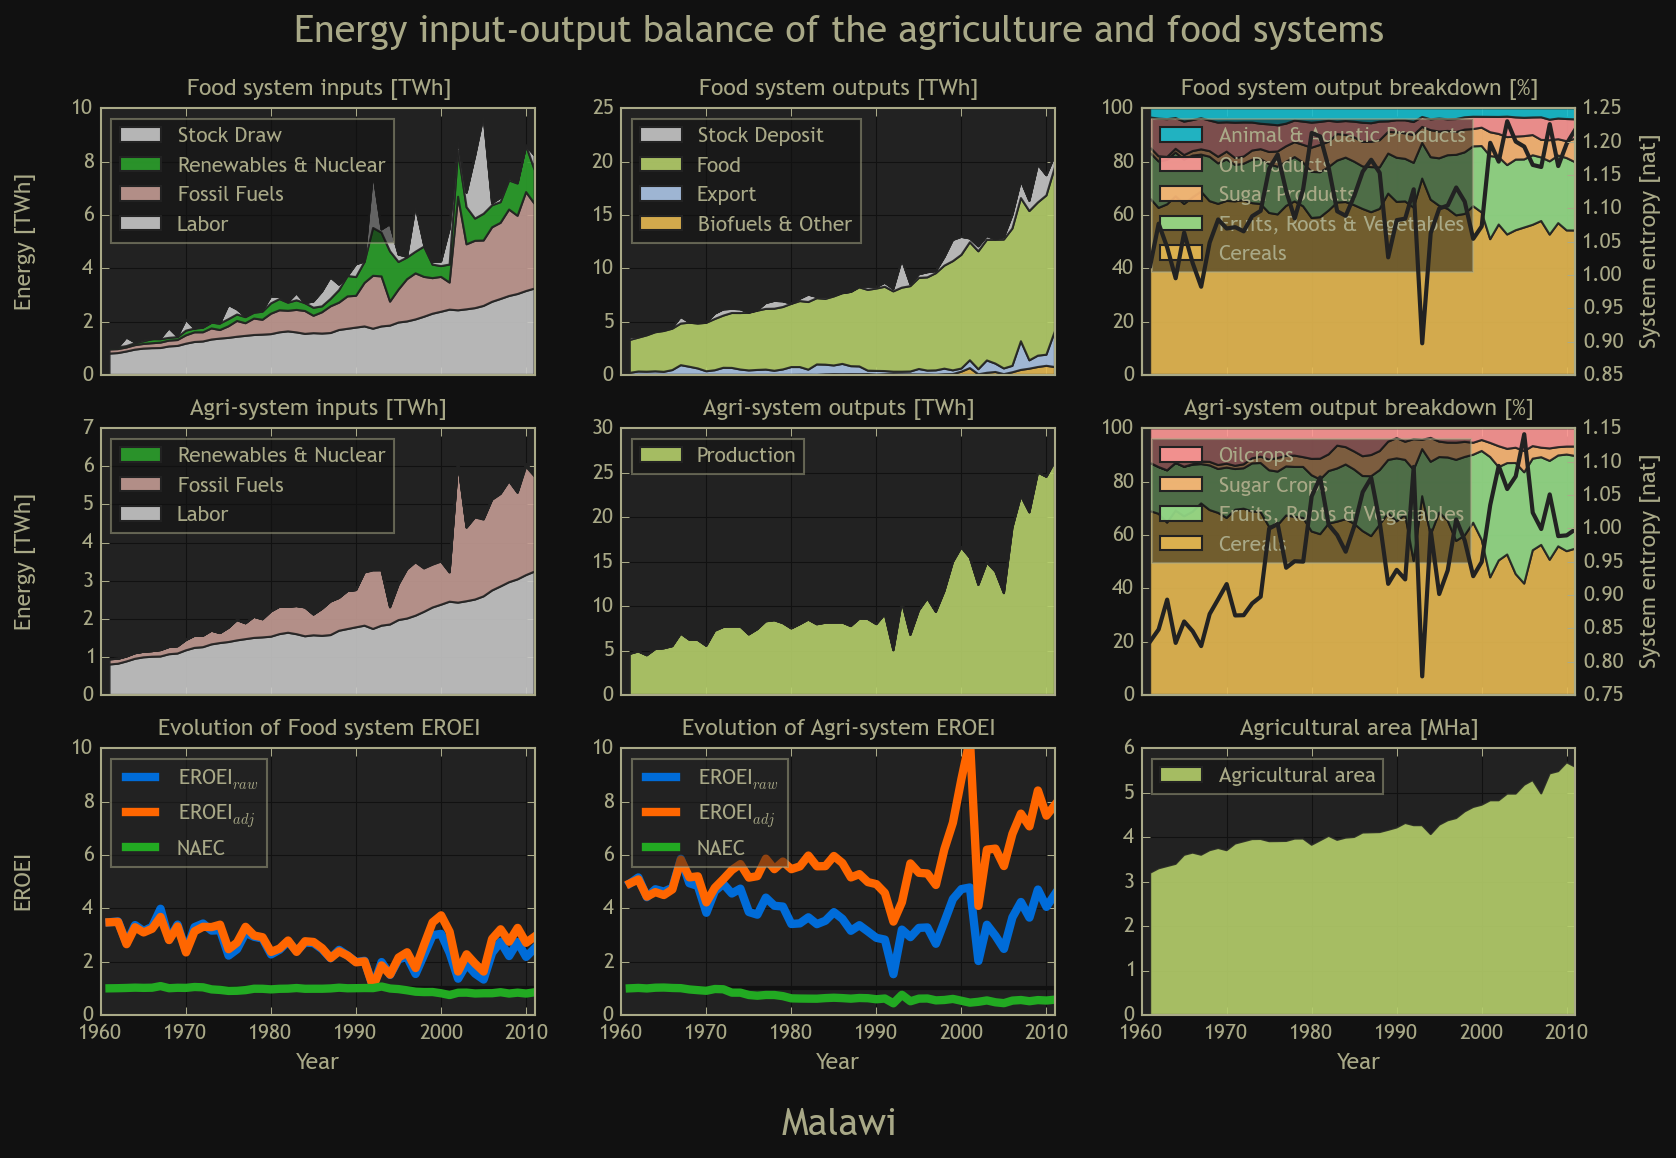 Energy input-output balance of the agriculture and food systems
Food system inputs [TWh]
Energy [TWh]
10
8
6
4
2
0
Stock Draw
Renewables & Nuclear
Fossil Fuels
Labor
Food system outputs [TWh]
25
20
15
10
5
0
Stock Deposit
Food
Export
Biofuels & Other
Food system output breakdown [%]
100
80
60
40
20
0
Animal & Aquatic Products
Oil Products
Sugar Products
Fruits, Roots & Vegetables
Cereals
1.25
1.20
1.15
1.10
1.05
1.00
0.95
0.90
0.85
System entropy [nat]
Agri-system inputs [TWh]
Energy [TWh]
7
6
5
4
3
2
1
0
Renewables & Nuclear
Fossil Fuels
Labor
Agri-system outputs [TWh]
30
25
20
15
10
5
0
Production
Agri-system output breakdown [%]
100
80
60
40
20
0
Oilcrops
Sugar Crops
Fruits, Roots & Vegetables
Cereals
1.15
1.10
1.05
1.00
0.95
0.90
0.85
0.80
0.75
System entropy [nat]
Evolution of Food system EROEI
EROEI
10
8
6
4
2
0
EROEI raw
EROEI adj
NAEC
1960 1970 1980 1990 2000 2010
Year
Evolution of Agri-system EROEI
10
8
6
4
2
0
EROEI raw
EROEI adj
NAEC
1960 1970 1980 1990 2000 2010
Year
Agricultural area [MHa]
6
5
4
3
2
1
0
Agricultural area
1960 1970 1980 1990 2000 2010
Year
Malawi